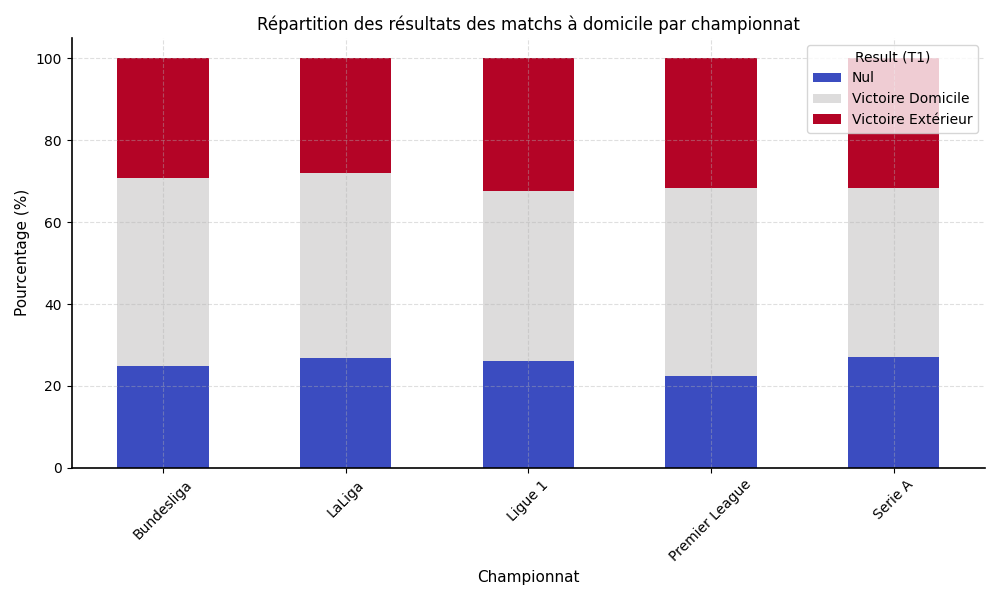 Répartition des résultats des matchs à domicile par championnat
Result (T1)
Nul
Victoire Domicile
Victoire Extérieur
Pourcentage (%)
100
80
60
40
20
0
Bundesliga
LaLiga
Ligue 1
Premier League
Serie A
Championnat